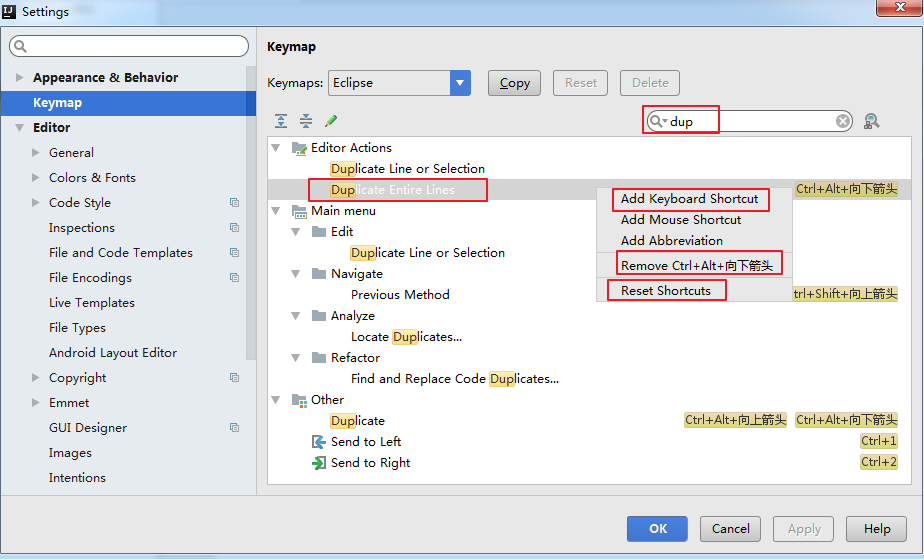 Settings
Keymap
Appearance & Behavior
Keymap
Editor
General
Colors & Fonts
Code Style
Inspections
File and Code Templates
File Encodings
Live Templates
File Types
Android Layout Editor
Copyright
Emmet
GUI Designer
Images
Intentions
Keymaps: Eclipse Copy Reset Delete
dup
Editor Actions
Duplicate Line or Selection
Duplicate Entire Lines Ctrl+Alt+向下箭头
Main menu
Edit
Duplicate Line or Selection
Navigate
Previous Method trl+Shift+向上箭头
Analyze
Locate Duplicates...
Refactor
Find and Replace Code Duplicates...
Other
Duplicate Ctrl+Alt+向上箭头 Ctrl+Alt+向下箭头
Send to Left Ctrl+1
Send to Right Ctrl+2
Add Keyboard Shortcut
Add Mouse Shortcut
Add Abbreviation
Remove Ctrl+Alt+向下箭头
Reset Shortcuts
OK Cancel Apply Help